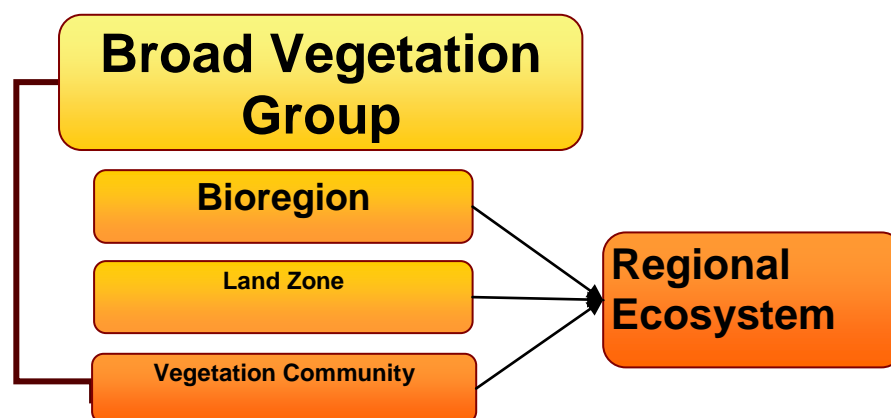 Broad Vegetation
Group
Bioregion
Land Zone
Vegetation Community
Regional
Ecosystem